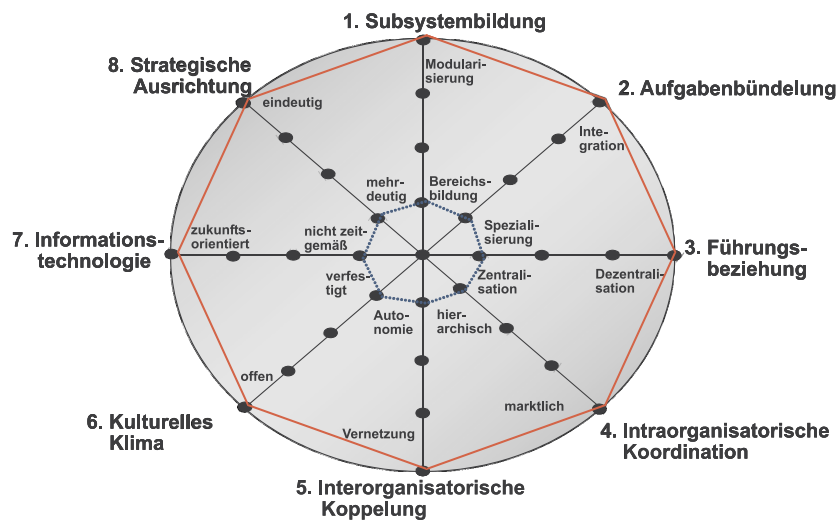 1. Subsystembildung
8. Strategische
Ausrichtung
2. Aufgabenbündelung
Modulari-
sierung
eindeutig
Inte-
gration
mehr-
deutig
Bereichs-
bildung
7. Informations-
technologie
zukunfts-
orientiert
nicht zeit-
gemäß
Speziali-
sierung
3. Führungs-
beziehung
verfes-
tigt
Zentrali-
sation
Dezentrali-
sation
Auto-
nomie
hier-
archisch
offen
marktlich
6. Kulturelles
Klima
Vernetzung
4. Intraorganisatorische
Koordination
5. Interorganisatorische
Koppelung